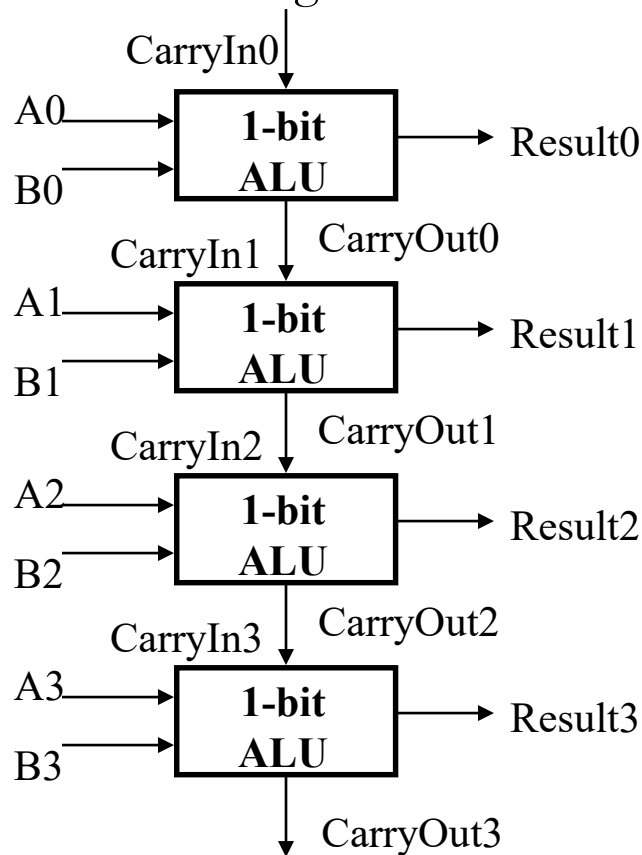 CarryIn0
A0
1-bit
Result0
B0
ALU
CarryIn1
CarryOut0
A1
1-bit
Result1
B1
ALU
CarryIn2
CarryOut1
A2
1-bit
Result2
B2
ALU
CarryIn3
CarryOut2
A3
1-bit
Result3
B3
ALU
CarryOut3